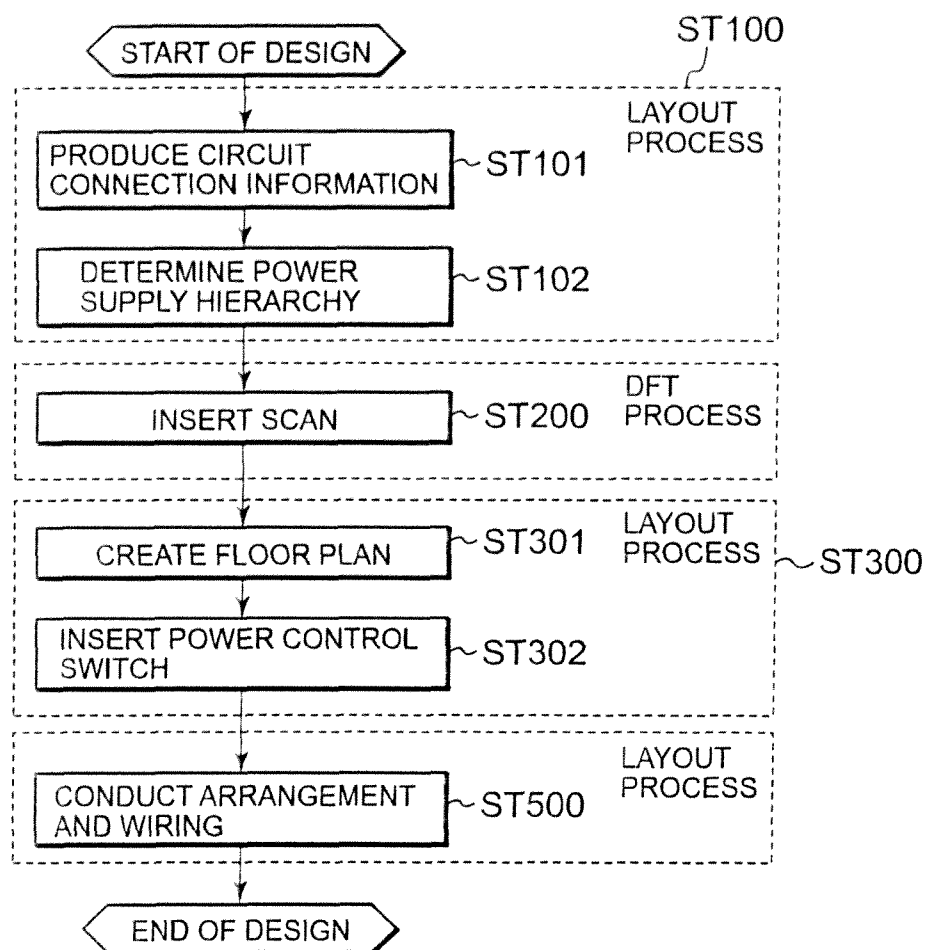 START OF DESIGN
ST100
LAYOUT
PROCESS
PRODUCE CIRCUIT
CONNECTION INFORMATION
ST101
DETERMINE POWER
SUPPLY HIERARCHY
ST102
DFT
PROCESS
INSERT SCAN
ST200
LAYOUT
PROCESS
CREATE FLOOR PLAN
ST301
ST300
INSERT POWER CONTROL
SWITCH
ST302
LAYOUT
PROCESS
CONDUCT ARRANGEMENT
AND WIRING
ST500
END OF DESIGN